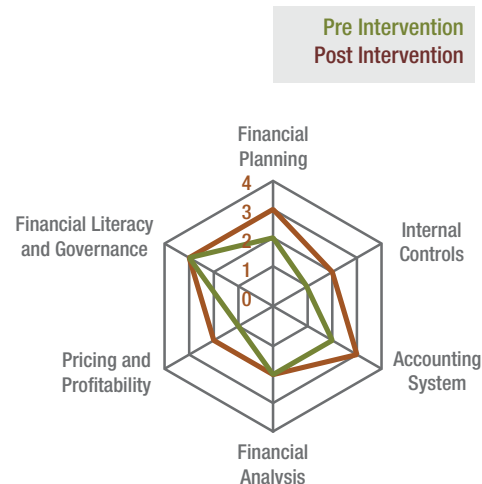 Pre Intervention
Post Intervention
Financial
Planning
4
3
2
1
0
Financial Literacy
and Governance
Internal
Controls
Pricing and
Profitability
Accounting
System
Financial
Analysis